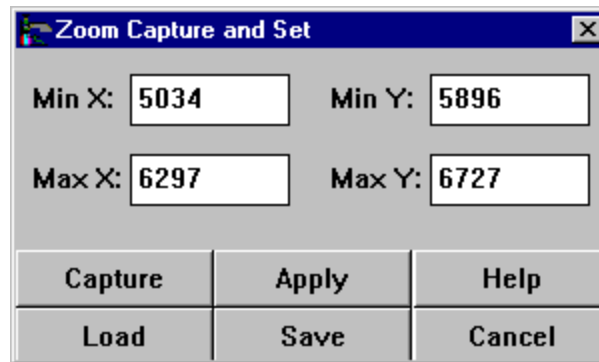 Zoom Capture and Set
Min X: 5034 Min Y: 5896
Max X: 6297 Max Y: 6727
Capture Apply Help
Load Save Cancel